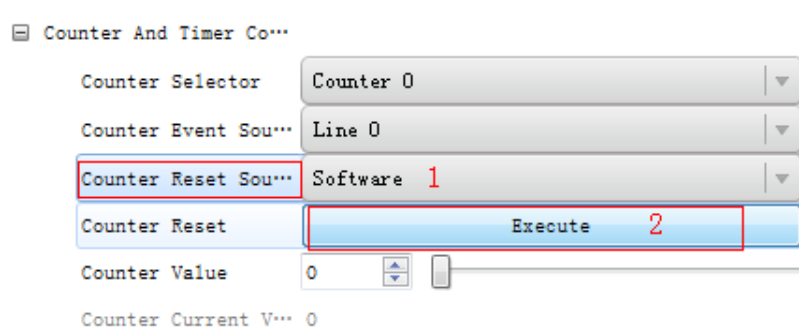 Counter And Timer Co…
Counter Selector Counter 0
Counter Event Sou… Line 0
Counter Reset Sou… Software 1
Counter Reset Execute 2
Counter Value 0
Counter Current V… 0